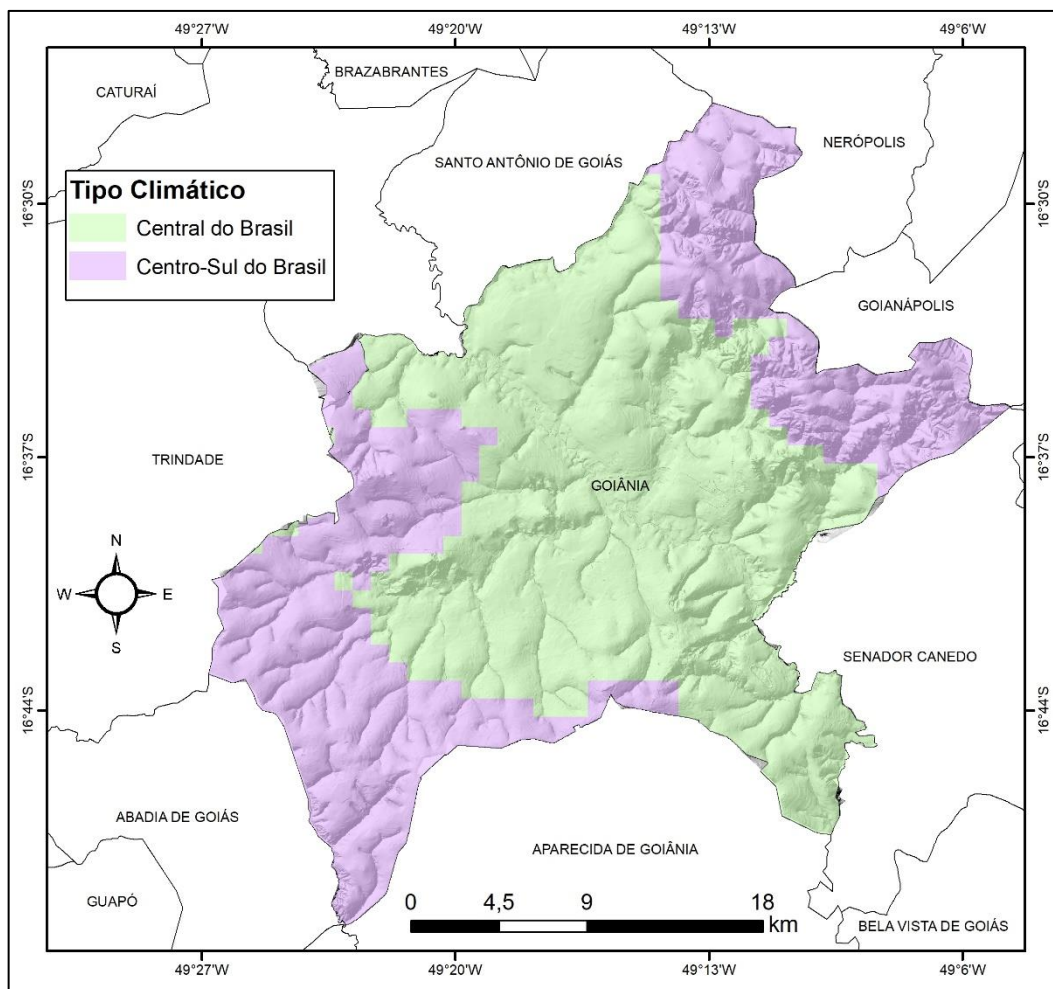 49°27'W 49°20'W 49°13'W 49°6'W
BRAZABRANTES
CATURAÍ
NERÓPOLIS
SANTO ANTÔNIO DE GOIÁS
16°30'S 16°30'S
Tipo Climático
Central do Brasil
Centro-Sul do Brasil
GOIANÁPOLIS
16°37'S 16°37'S
TRINDADE
GOIÂNIA
N
W E
S
SENADOR CANEDO
16°44'S 16°44'S
ABADIA DE GOIÁS
APARECIDA DE GOIÂNIA
GUAPÓ
0 4,5 9 18
km
BELA VISTA DE GOIÁS
49°27'W 49°20'W 49°13'W 49°6'W